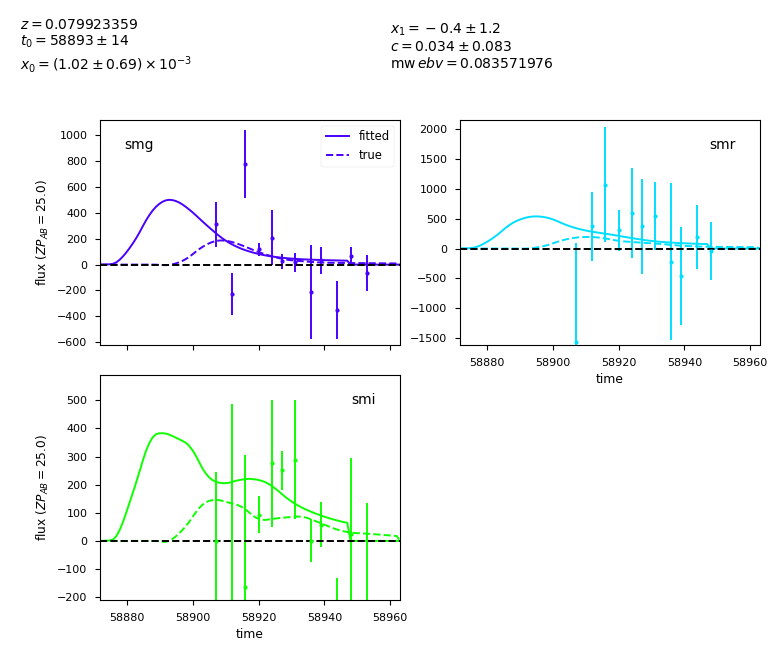 z = 0.079923359
t₀ = 58893 ± 14
x₀ = (1.02 ± 0.69) × 10⁻³
x₁ = −0.4 ± 1.2
c = 0.034 ± 0.083
mw ebv = 0.083571976
smg
fitted
true
1000
800
600
400
200
0
−200
−400
−600
flux (ZP_AB = 25.0)
smr
2000
1500
1000
500
0
−500
−1000
−1500
58880 58900 58920 58940 58960
time
smi
500
400
300
200
100
0
−100
−200
flux (ZP_AB = 25.0)
58880 58900 58920 58940 58960
time